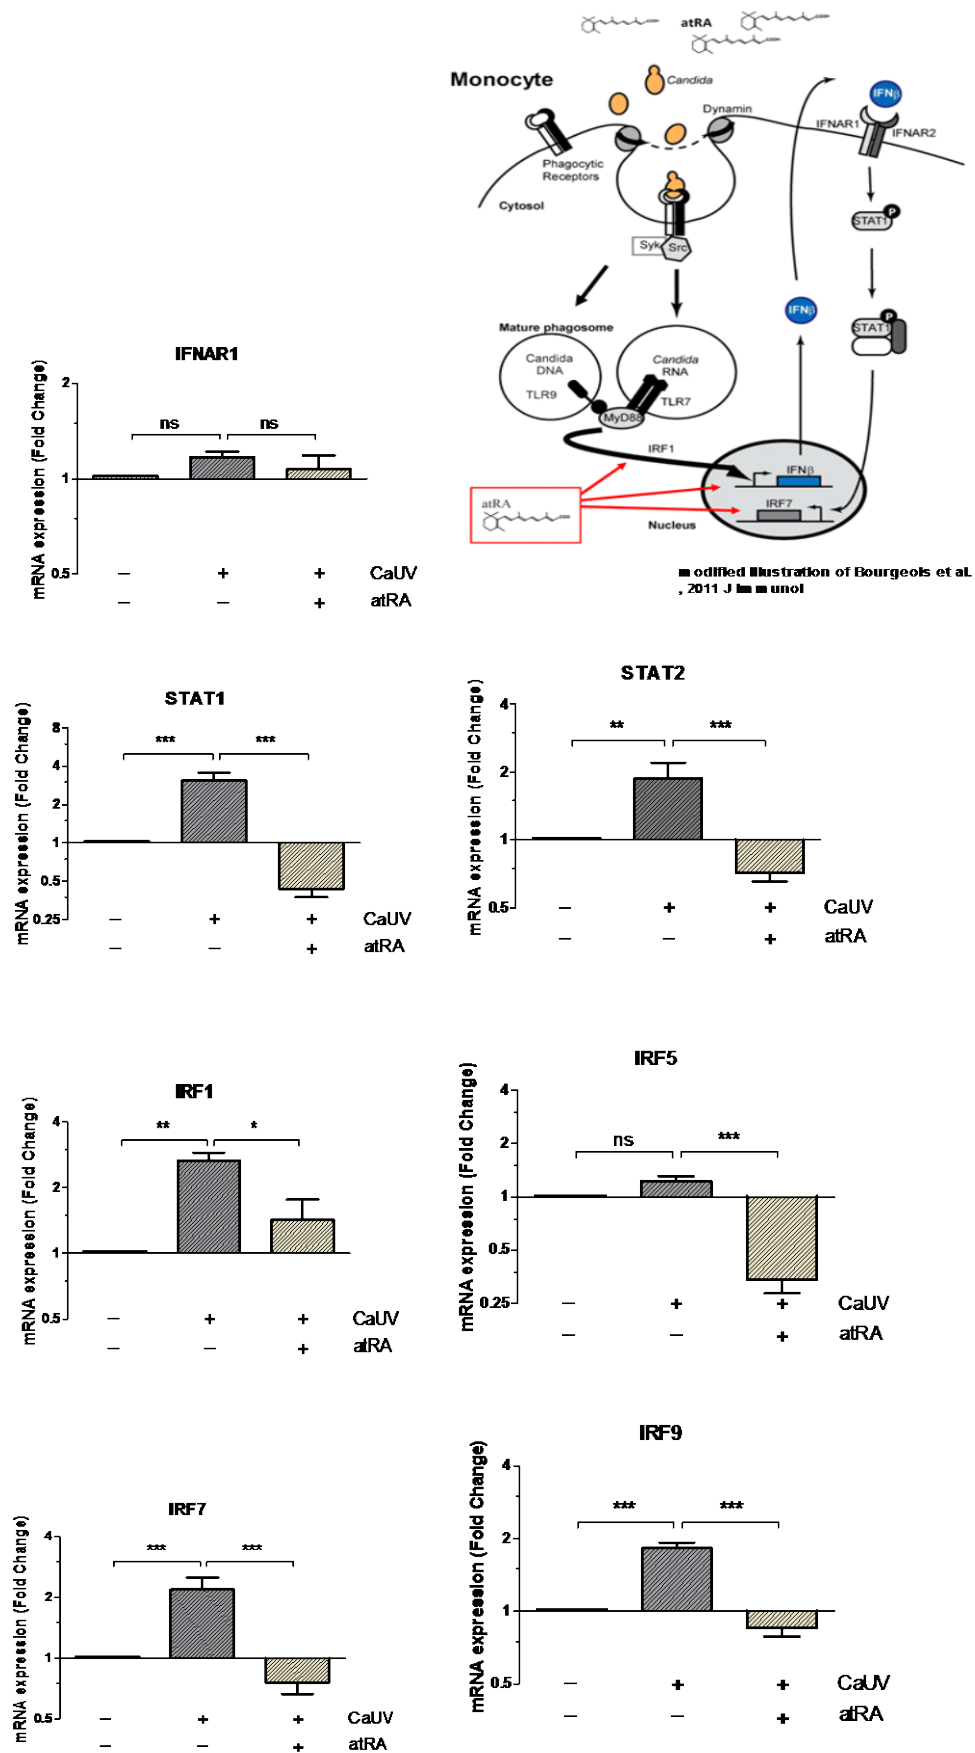 atRA
COOH
COOH
COOH
Monocyte
Candida
IFNβ
Dynamin
IFNAR1
IFNAR2
Phagocytic
Receptors
Cytosol
P
STAT1
Syk
Src
IFNβ
P
STAT1
Mature phagosome
Candida
DNA
TLR9
Candida
RNA
TLR7
MyD88
IRF1
IFNβ
IRF7
Nucleus
atRA
COOH
modified illustration of Bourgeois et al.
, 2011 J Immunol
IFNAR1
mRNA expression (Fold Change)
2
1
0.5
ns ns
– + + CaUV
– – + atRA
STAT1
mRNA expression (Fold Change)
8
4
2
1
0.5
0.25
*** ***
– + + CaUV
– – + atRA
STAT2
mRNA expression (Fold Change)
4
2
1
0.5
** ***
– + + CaUV
– – + atRA
IRF1
mRNA expression (Fold Change)
4
2
1
0.5
** *
– + + CaUV
– – + atRA
IRF5
mRNA expression (Fold Change)
4
2
1
0.5
0.25
ns ***
– + + CaUV
– – + atRA
IRF7
mRNA expression (Fold Change)
4
2
1
0.5
*** ***
– + + CaUV
– – + atRA
IRF9
mRNA expression (Fold Change)
4
2
1
0.5
*** ***
– + + CaUV
– – + atRA